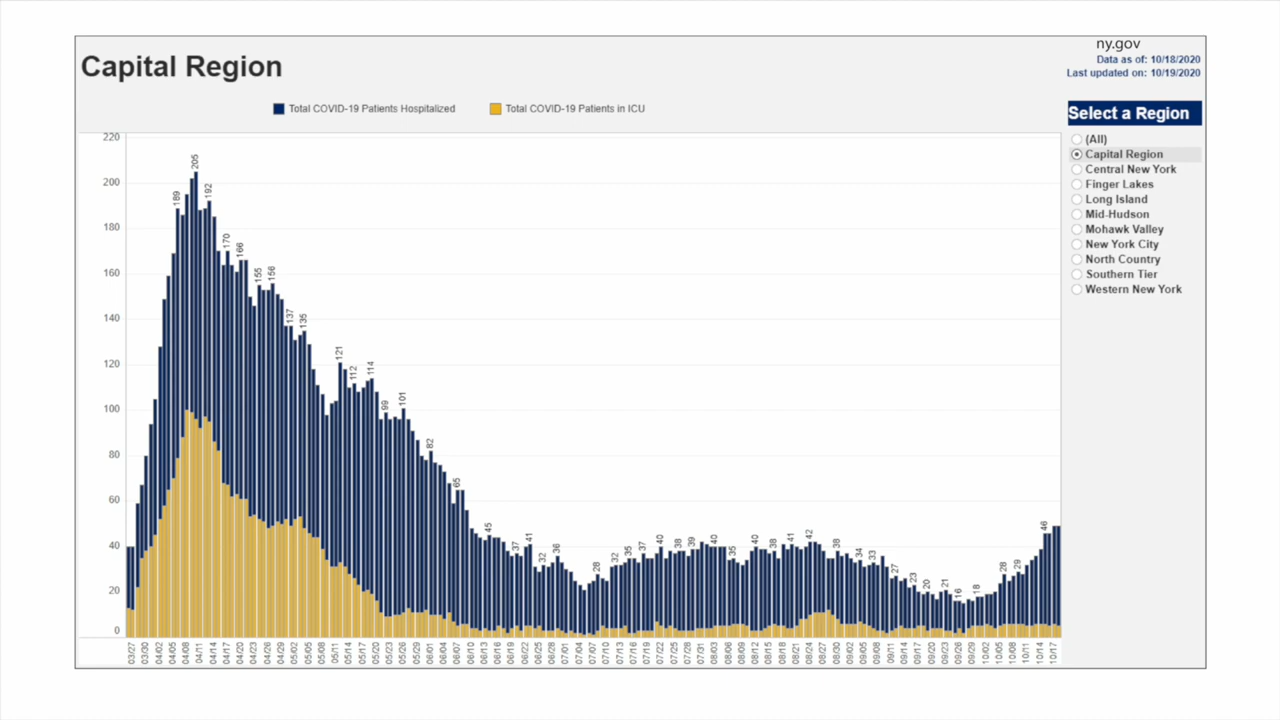 ny.gov
Capital Region
Data as of: 10/18/2020
Last updated on: 10/19/2020
Total COVID-19 Patients Hospitalized Total COVID-19 Patients in ICU
Select a Region
(All)
Capital Region
Central New York
Finger Lakes
Long Island
Mid-Hudson
Mohawk Valley
New York City
North Country
Southern Tier
Western New York
220
200
180
160
140
120
100
80
60
40
20
0
189 205 192 170 166 155 156 137 135 121 112 114 99 101 82 65 45 37 41 32 36 28 32 35 37 40 38 39 40 35 40 38 41 42 38 34 33 27 23 20 21 16 18 28 29 46
03/27 03/30 04/02 04/05 04/08 04/11 04/14 04/17 04/20 04/23 04/26 04/29 05/02 05/05 05/08 05/11 05/14 05/17 05/20 05/23 05/26 05/29 06/01 06/04 06/07 06/10 06/13 06/16 06/19 06/22 06/25 06/28 07/01 07/04 07/07 07/10 07/13 07/16 07/19 07/22 07/25 07/28 07/31 08/03 08/06 08/09 08/12 08/15 08/18 08/21 08/24 08/27 08/30 09/02 09/05 09/08 09/11 09/14 09/17 09/20 09/23 09/26 09/29 10/02 10/05 10/08 10/11 10/14 10/17